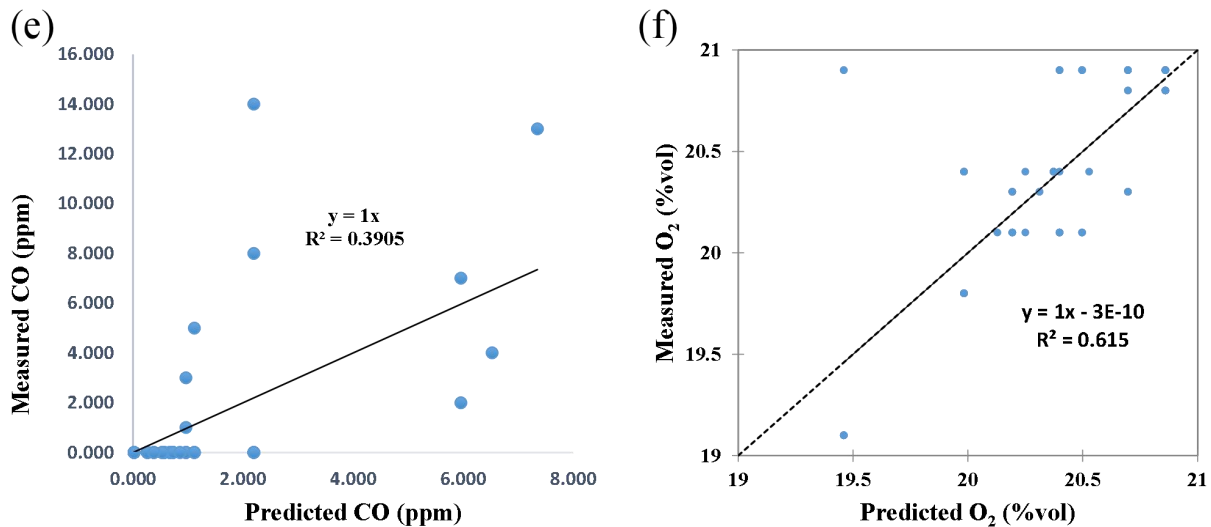 (e)
16.000
14.000
12.000
10.000
8.000
6.000
4.000
2.000
0.000
0.000 2.000 4.000 6.000 8.000
Measured CO (ppm)
Predicted CO (ppm)
y = 1x
R² = 0.3905
(f)
21
20.5
20
19.5
19
19 19.5 20 20.5 21
Measured O₂ (%vol)
Predicted O₂ (%vol)
y = 1x - 3E-10
R² = 0.615